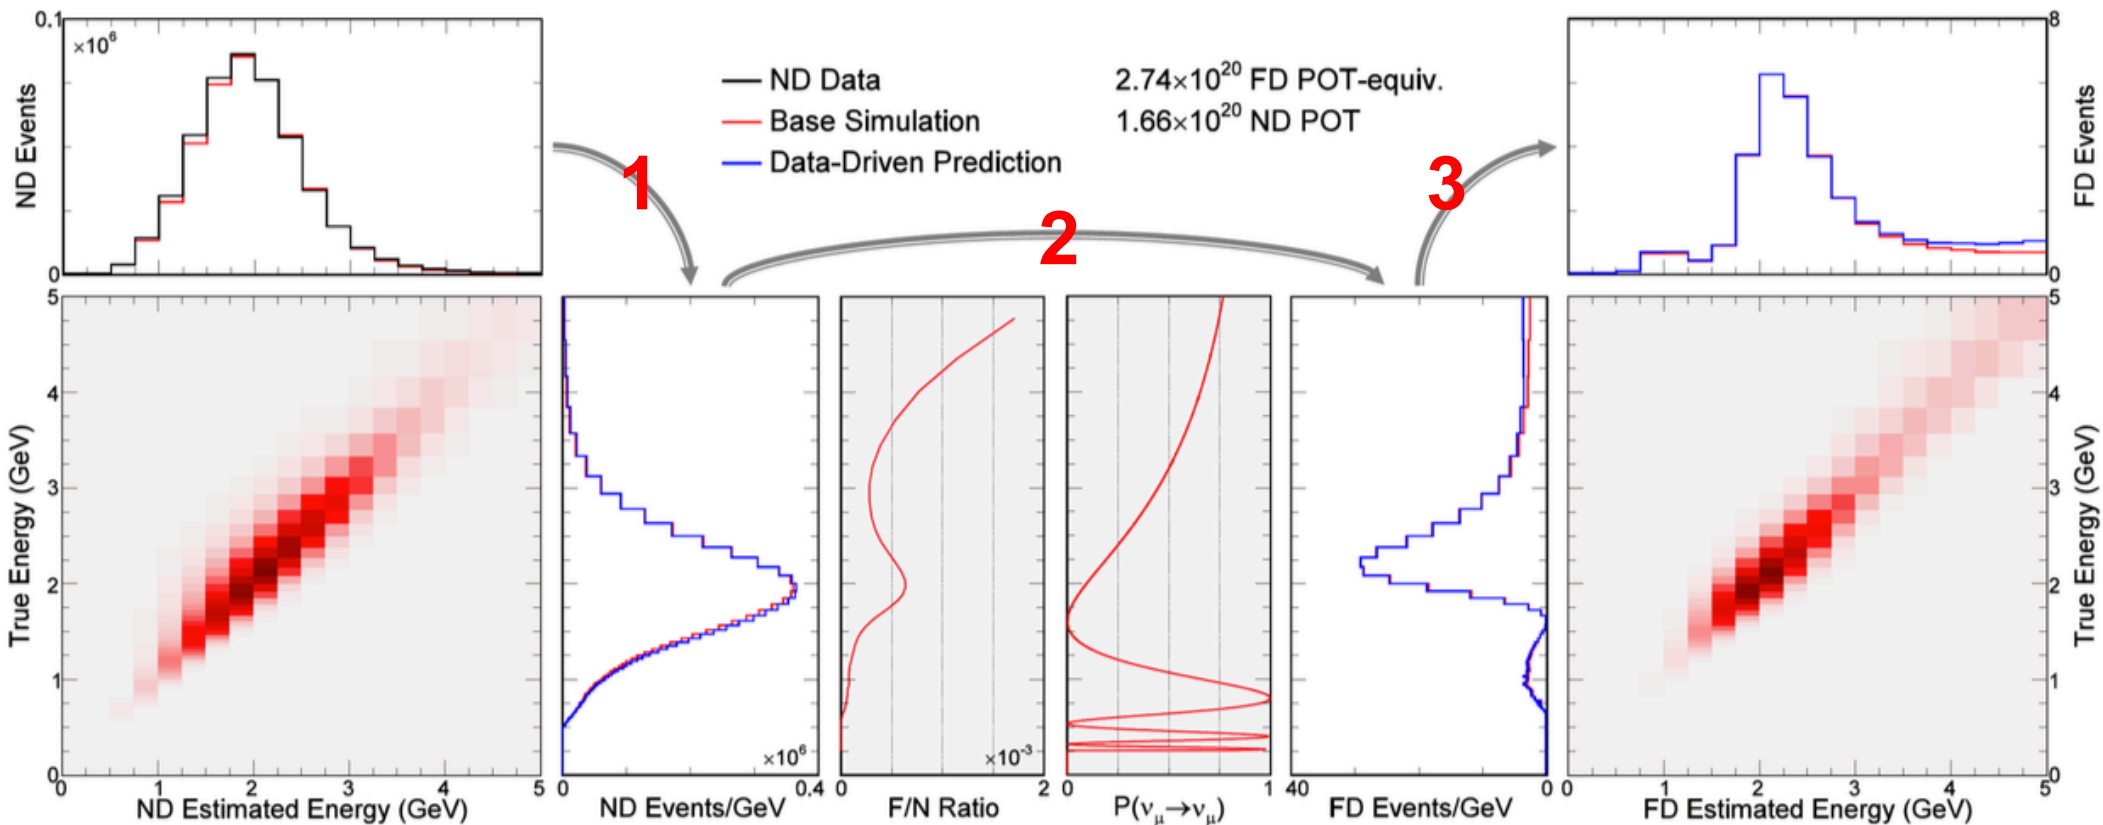 0.1
×10⁶
ND Events
0
ND Data
Base Simulation
Data-Driven Prediction
2.74×10²⁰ FD POT-equiv.
1.66×10²⁰ ND POT
1
2
3
8
FD Events
0
5
4
3
2
1
0
True Energy (GeV)
0 1 2 3 4 5
ND Estimated Energy (GeV)
×10⁶
0 0.4
ND Events/GeV
×10⁻³
0 2
F/N Ratio
0 1
P(νμ→νμ)
40 0
FD Events/GeV
0 1 2 3 4 5
FD Estimated Energy (GeV)
5
4
3
2
1
0
True Energy (GeV)